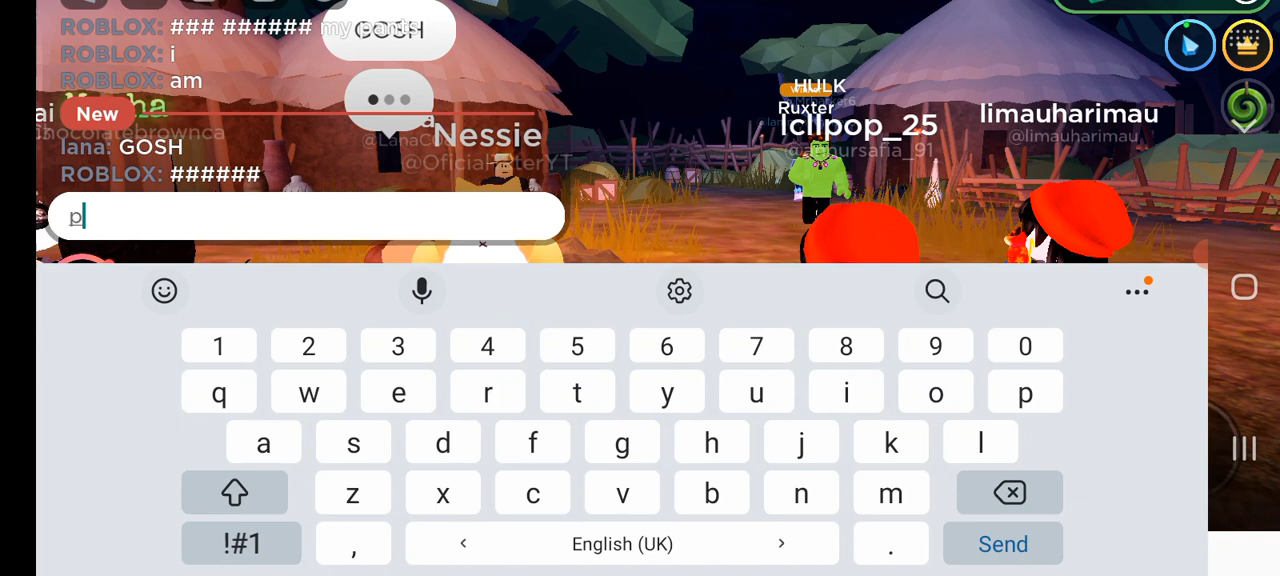 ROBLOX: ### ###### my pants
GOSH
ROBLOX: i
ROBLOX: am
New
lana: GOSH
ROBLOX: ######
p
Nessie
HULK
Ruxter
lcllpop_25
limauharimau
@limauharimau
1 2 3 4 5 6 7 8 9 0
q w e r t y u i o p
a s d f g h j k l
z x c v b n m
!#1 , < English (UK) > . Send